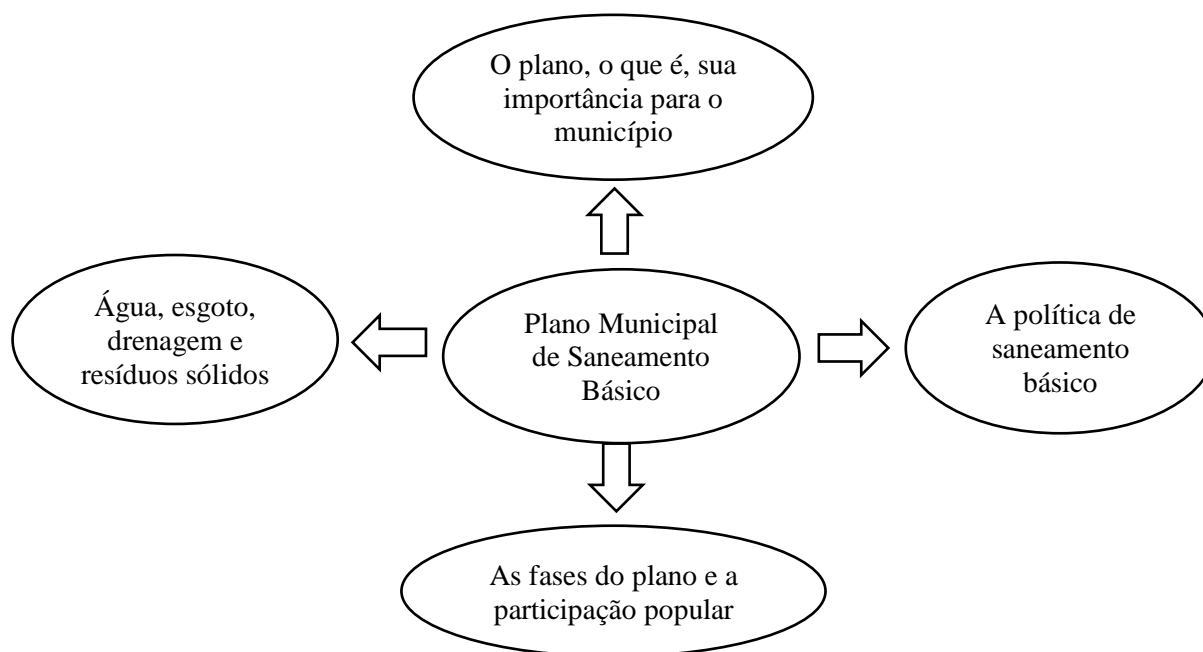 O plano, o que é, sua
importância para o
município
Água, esgoto,
drenagem e
resíduos sólidos
Plano Municipal
de Saneamento
Básico
A política de
saneamento
básico
As fases do plano e a
participação popular